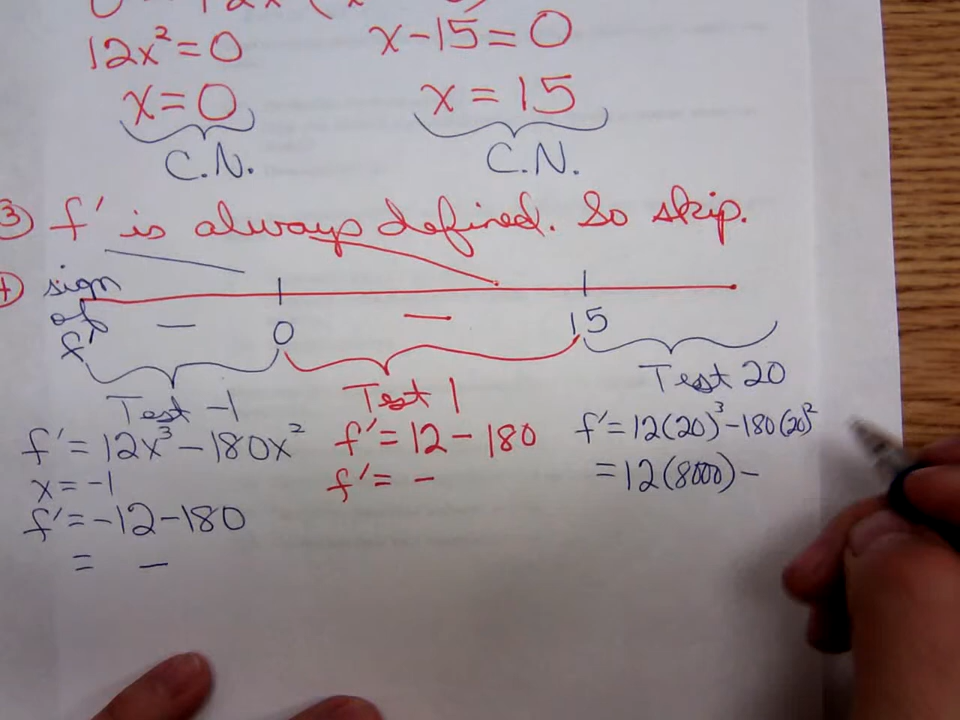 12x² = 0 x - 15 = 0
x = 0 x = 15
C.N. C.N.
③ f' is always defined. So skip.
sign
of
f'
— 0 — 15
Test -1 Test 1 Test 20
f' = 12x³ - 180x² f' = 12 - 180 f' = 12(20)³ - 180(20)²
x = -1 f' = - = 12(8000) -
f' = -12 - 180
= —